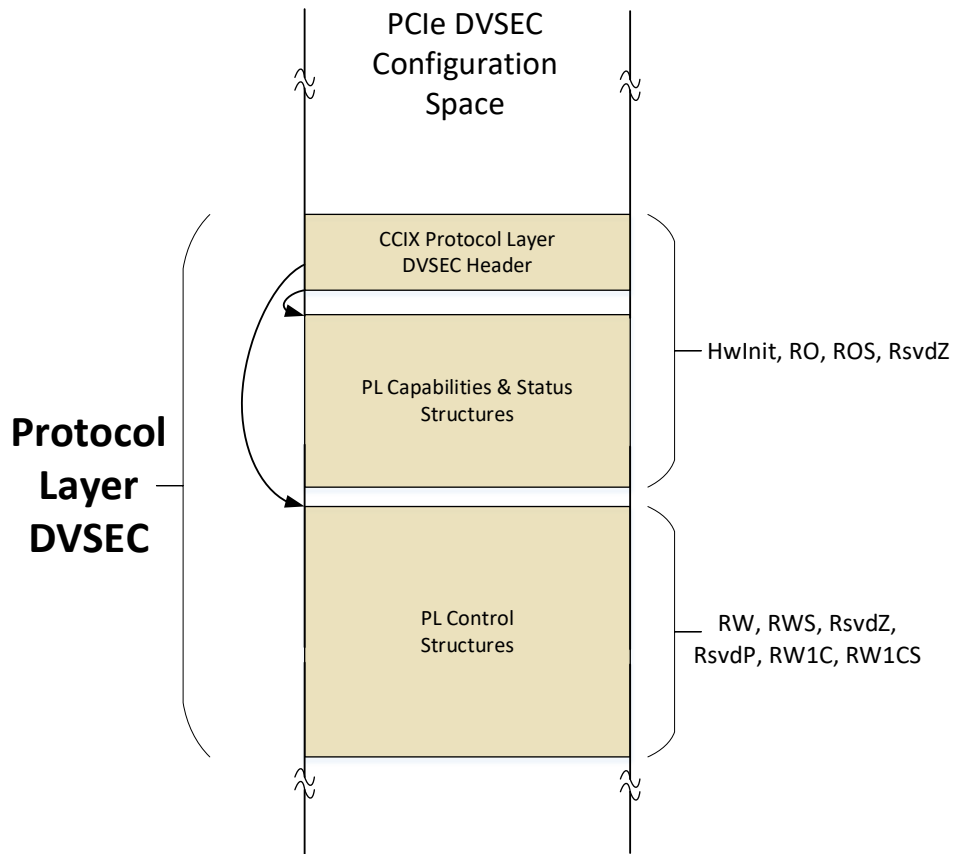 PCIe DVSEC
Configuration
Space
CCIX Protocol Layer
DVSEC Header
HwInit, RO, ROS, RsvdZ
PL Capabilities & Status
Structures
Protocol
Layer
DVSEC
PL Control
Structures
RW, RWS, RsvdZ,
RsvdP, RW1C, RW1CS